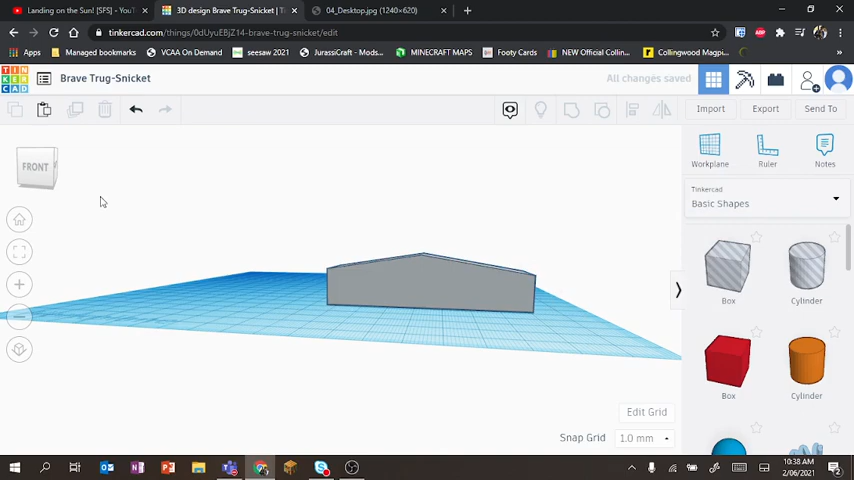 Landing on the Sun! [SFS] - YouT
3D design Brave Trug-Snicket | T
04_Desktop.jpg (1240×620)
tinkercad.com/things/0dUyuEBjZ14-brave-trug-snicket/edit
Apps
Managed bookmarks
VCAA On Demand
seesaw 2021
JurassiCraft - Mods...
MINECRAFT MAPS
Footy Cards
NEW Official Collin...
Collingwood Magpi...
TIN
KER
CAD
Brave Trug-Snicket
All changes saved
Import
Export
Send To
FRONT
Workplane
Ruler
Notes
Tinkercad
Basic Shapes
Box
Cylinder
Box
Cylinder
Edit Grid
Snap Grid
1.0 mm
10:38 AM
2/06/2021